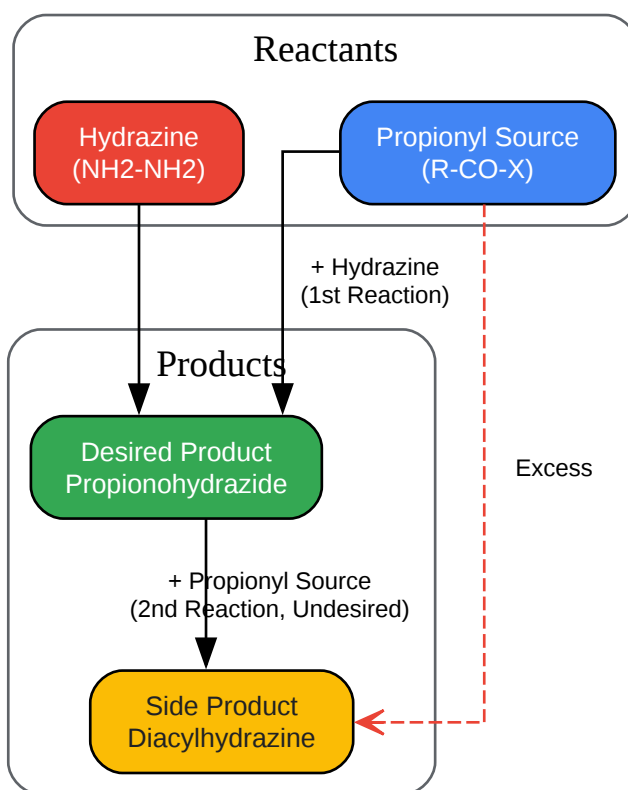 Reactants
Hydrazine
(NH2-NH2)
Propionyl Source
(R-CO-X)
+ Hydrazine
(1st Reaction)
Products
Desired Product
Propionohydrazide
Excess
+ Propionyl Source
(2nd Reaction, Undesired)
Side Product
Diacylhydrazine